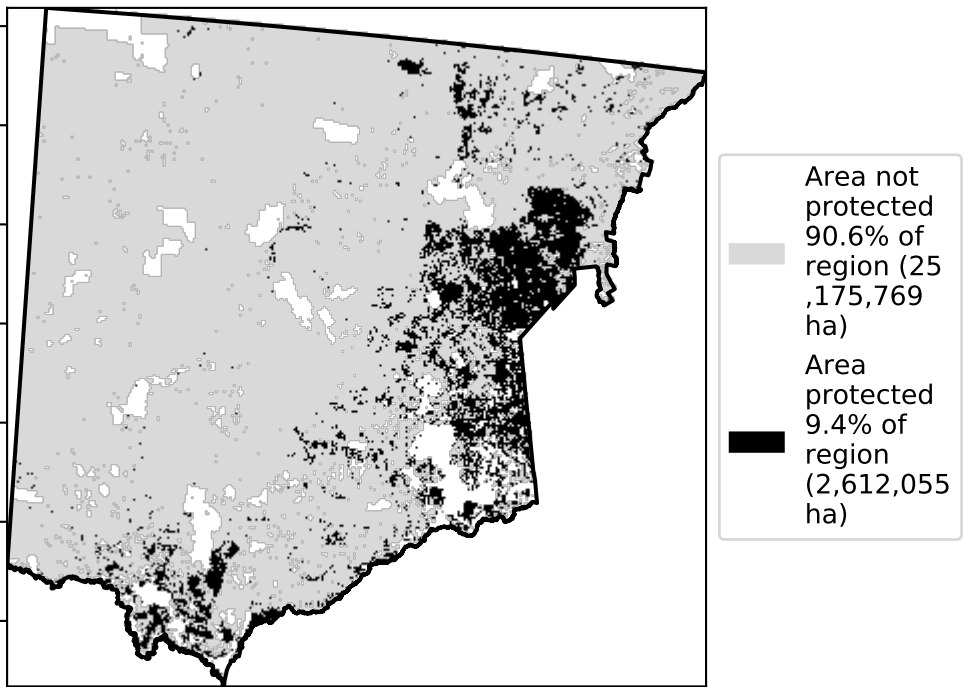 Area not
protected
90.6% of
region (25
,175,769
ha)
Area
protected
9.4% of
region
(2,612,055
ha)